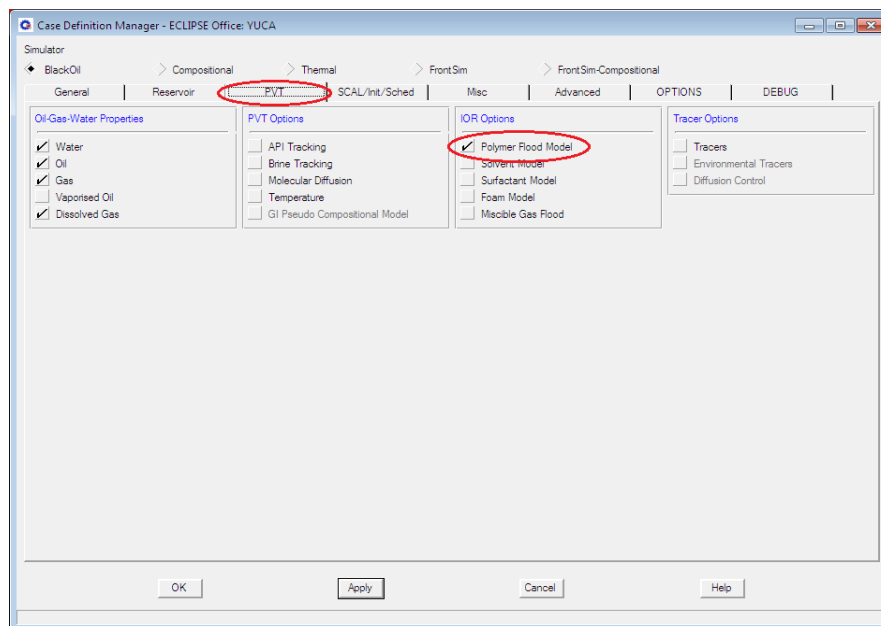 Case Definition Manager - ECLIPSE Office: YUCA
Simulator
BlackOil Compositional Thermal FrontSim FrontSim-Compositional
General Reservoir PVT SCAL/Init/Sched Misc Advanced OPTIONS DEBUG
Oil-Gas-Water Properties
Water
Oil
Gas
Vaporised Oil
Dissolved Gas
PVT Options
API Tracking
Brine Tracking
Molecular Diffusion
Temperature
GI Pseudo Compositional Model
IOR Options
Polymer Flood Model
Solvent Model
Surfactant Model
Foam Model
Miscible Gas Flood
Tracer Options
Tracers
Environmental Tracers
Diffusion Control
OK Apply Cancel Help